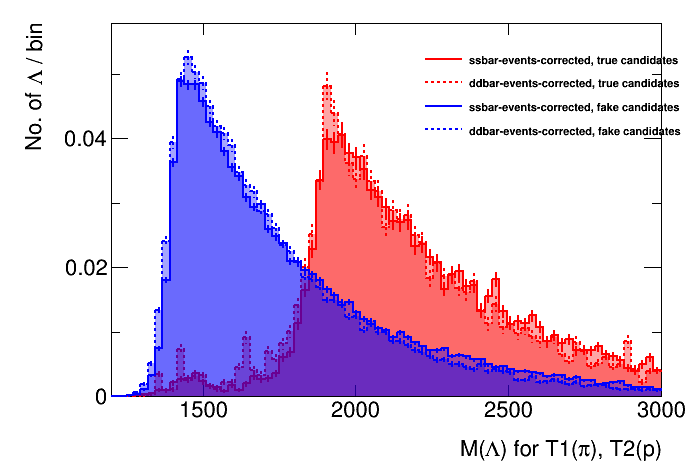 No. of Λ / bin
ssbar-events-corrected, true candidates
ddbar-events-corrected, true candidates
ssbar-events-corrected, fake candidates
ddbar-events-corrected, fake candidates
0.04
0.02
0
1500 2000 2500 3000
M(Λ) for T1(π), T2(p)